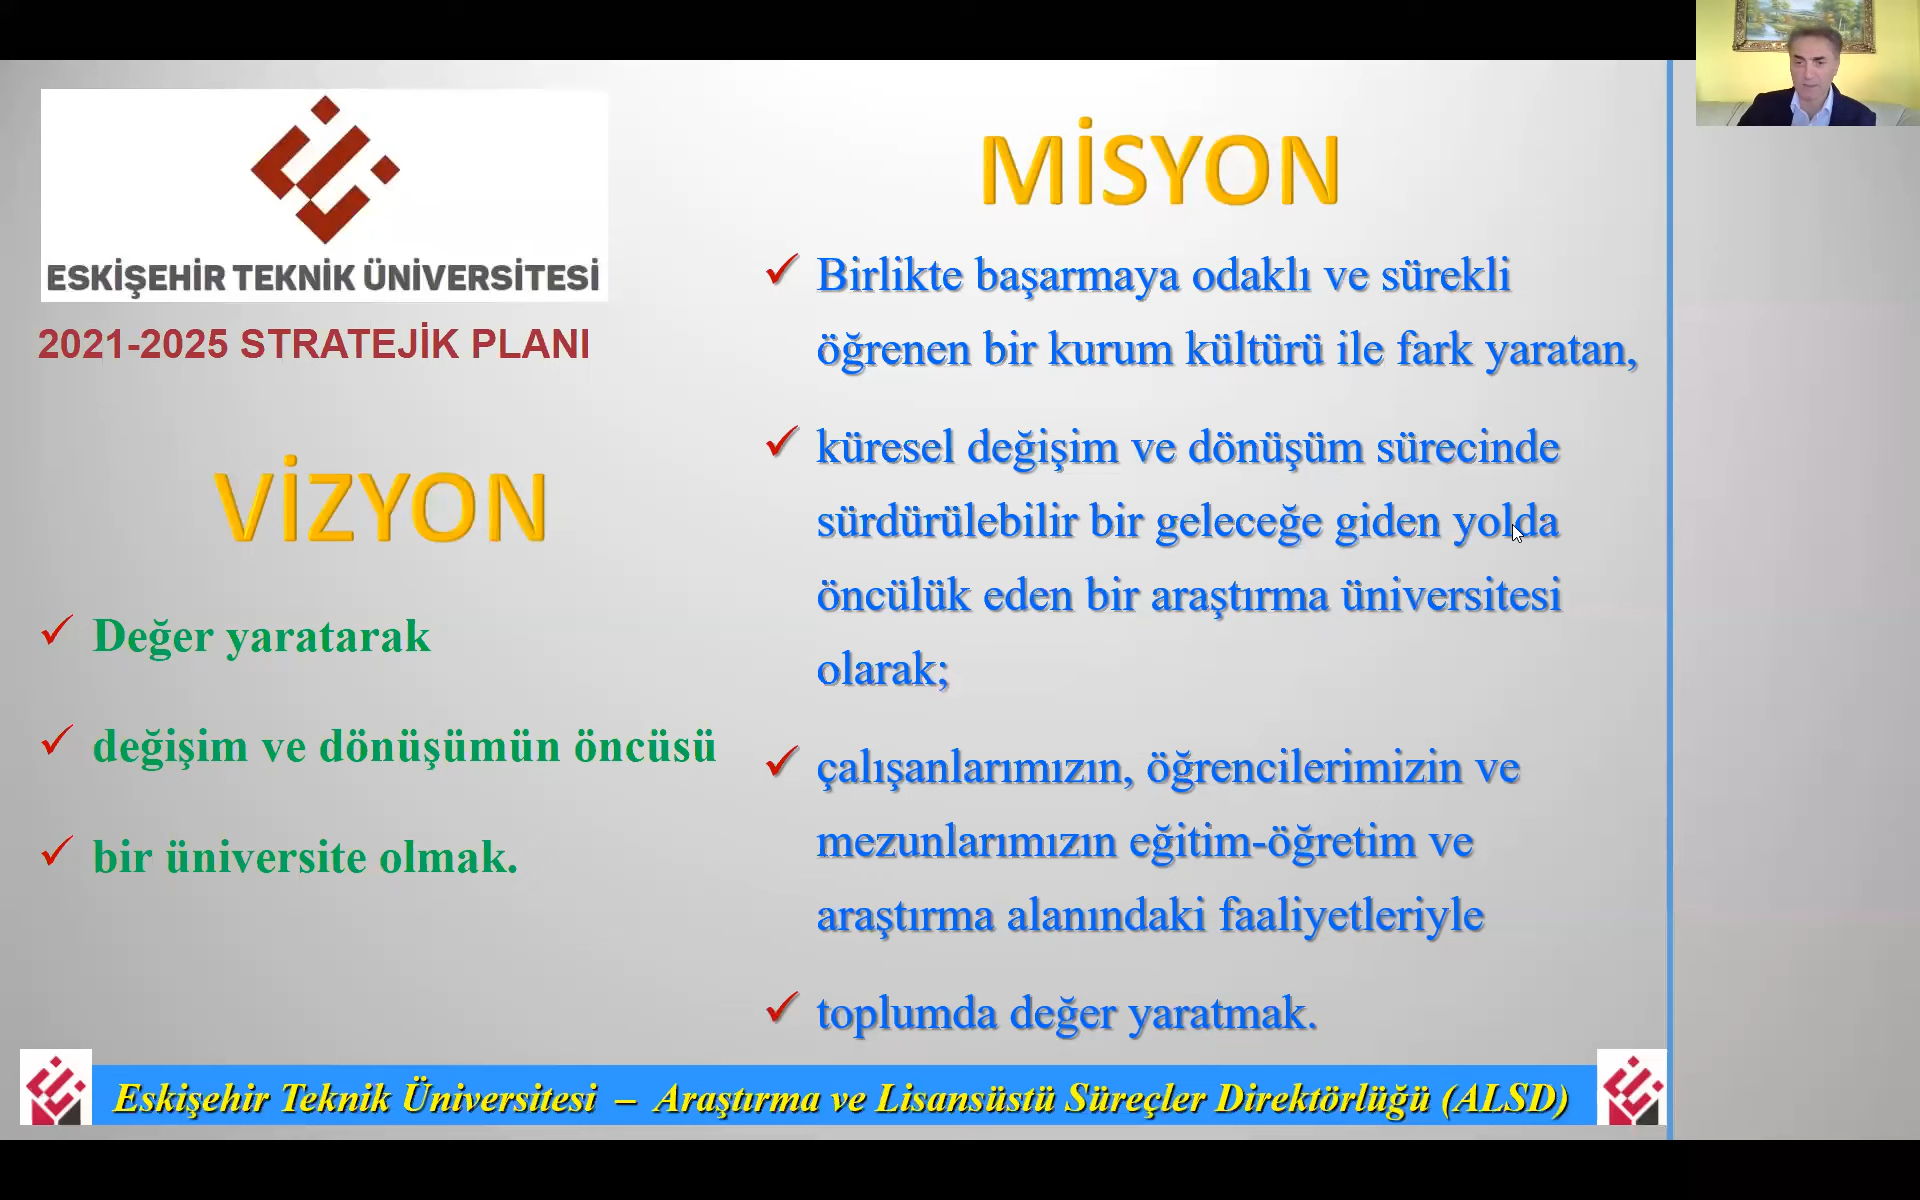 ESKİŞEHİR TEKNİK ÜNİVERSİTESİ
2021-2025 STRATEJİK PLANI
VİZYON
Değer yaratarak
değişim ve dönüşümün öncüsü
bir üniversite olmak.
MİSYON
Birlikte başarmaya odaklı ve sürekli
öğrenen bir kurum kültürü ile fark yaratan,
küresel değişim ve dönüşüm sürecinde
sürdürülebilir bir geleceğe giden yolda
öncülük eden bir araştırma üniversitesi
olarak;
çalışanlarımızın, öğrencilerimizin ve
mezunlarımızın eğitim-öğretim ve
araştırma alanındaki faaliyetleriyle
toplumda değer yaratmak.
Eskişehir Teknik Üniversitesi – Araştırma ve Lisansüstü Süreçler Direktörlüğü (ALSD)